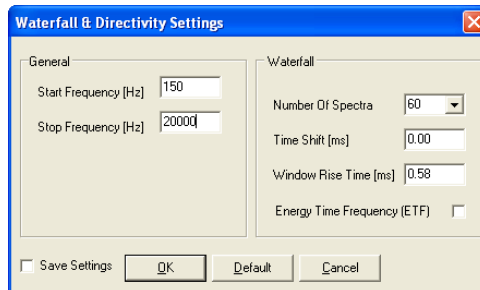 Waterfall & Directivity Settings
General
Start Frequency [Hz] 150
Stop Frequency [Hz] 20000
Waterfall
Number Of Spectra 60
Time Shift [ms] 0.00
Window Rise Time [ms] 0.58
Energy Time Frequency (ETF)
Save Settings OK Default Cancel